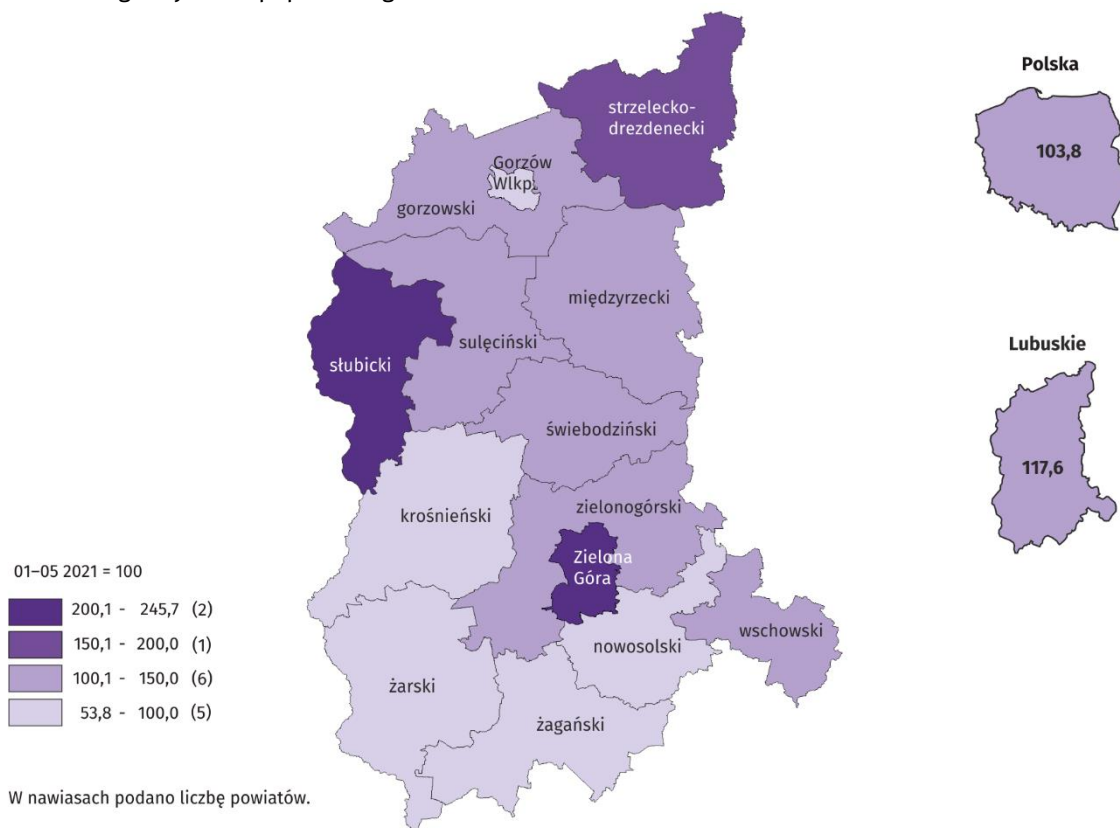 strzelecko-
drezdenecki
Gorzów
Wlkp.
gorzowski
międzyrzecki
sulęciński
słubicki
świebodziński
krośnieński
zielonogórski
Zielona
Góra
wschowski
nowosolski
żarski
żagański
Polska
103,8
Lubuskie
117,6
01–05 2021 = 100
200,1 - 245,7 (2)
150,1 - 200,0 (1)
100,1 - 150,0 (6)
53,8 - 100,0 (5)
W nawiasach podano liczbę powiatów.